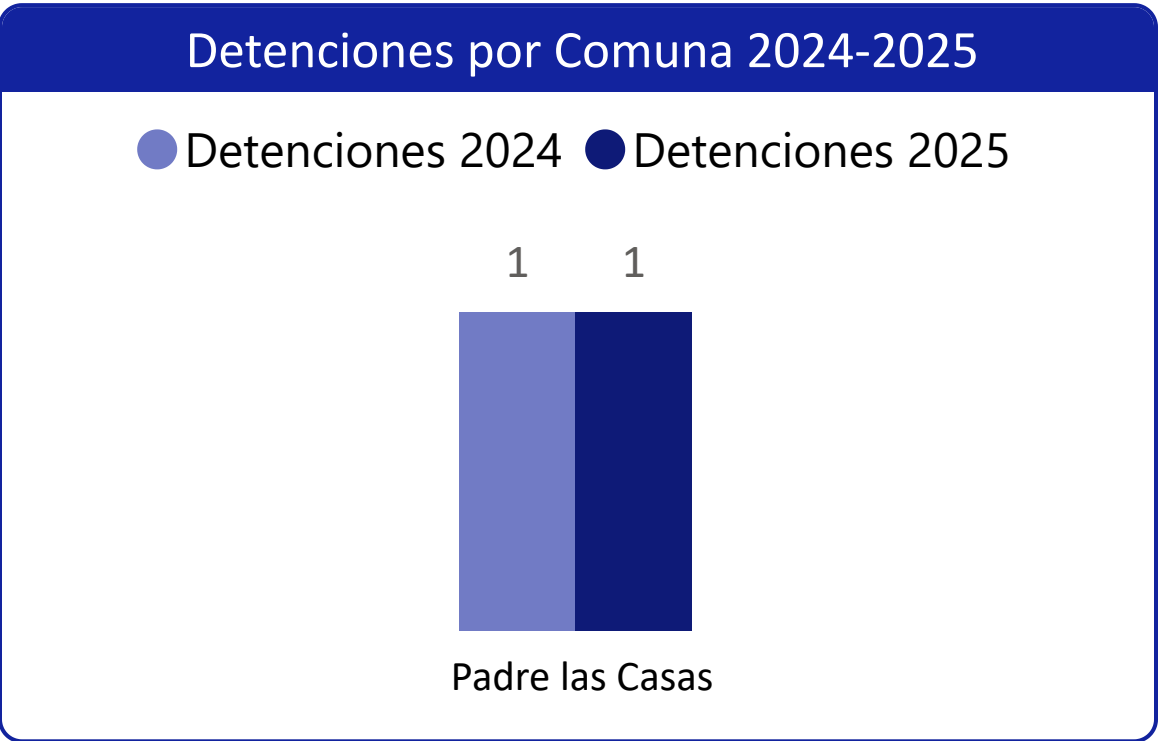 Detenciones por Comuna 2024-2025
Detenciones 2024 Detenciones 2025
1 1
Padre las Casas